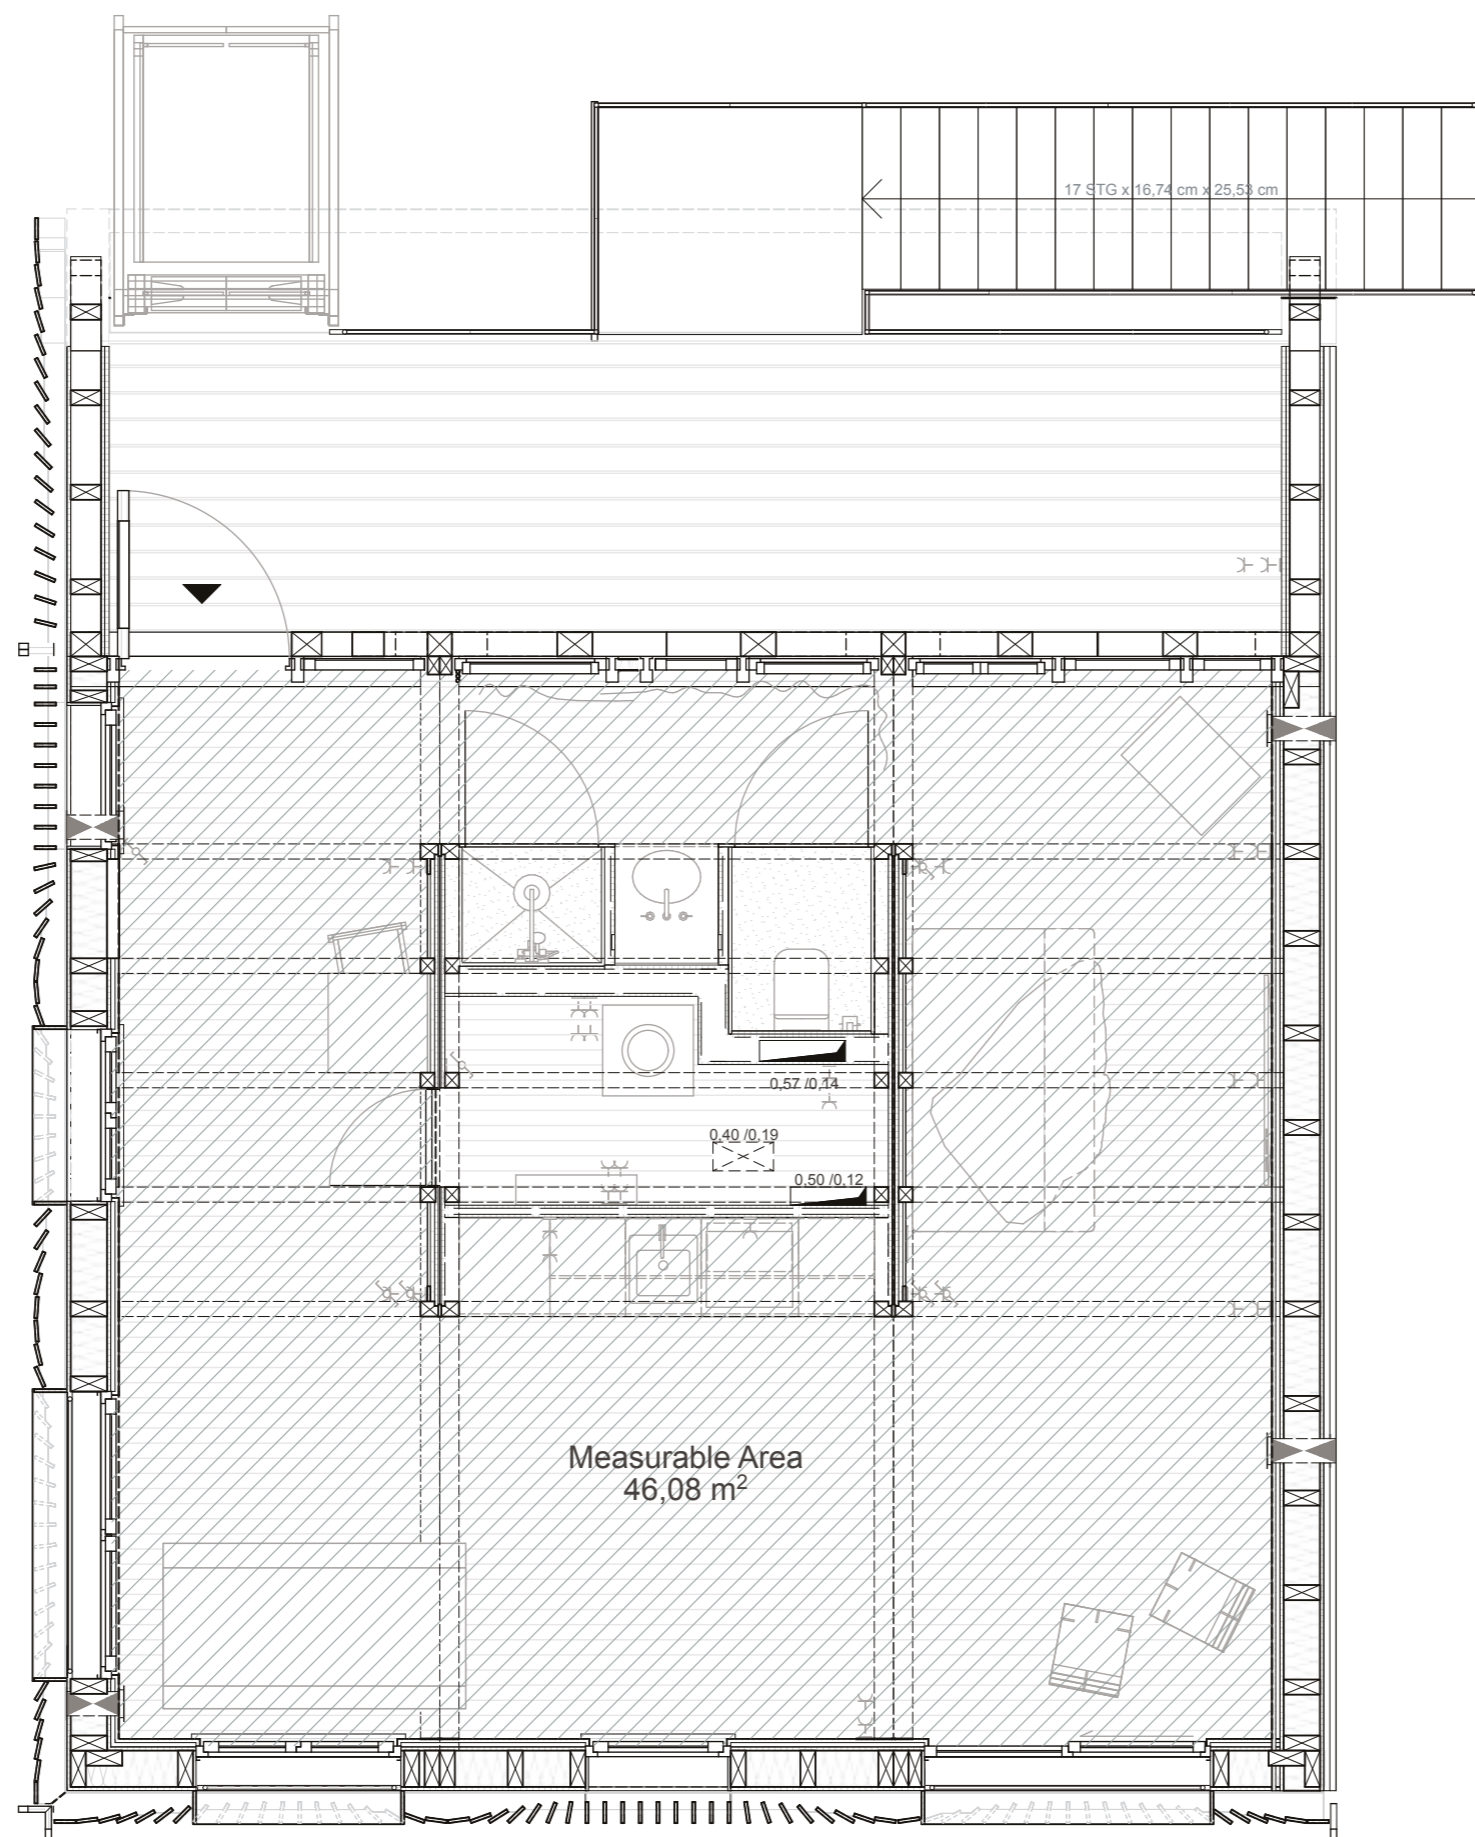 17 STG x 16,74 cm x 25,53 cm
0,57 /0,14
0,40 /0,19
0,50 /0,12
Measurable Area
46,08 m²